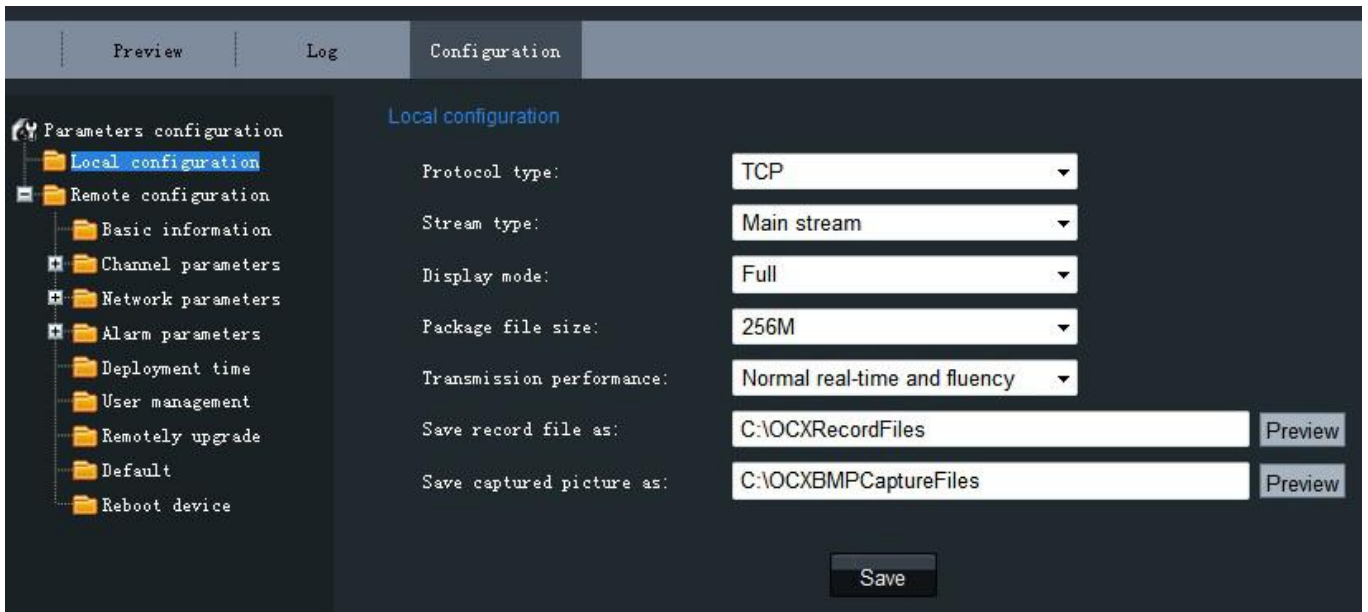 Preview Log Configuration
Parameters configuration
Local configuration
Remote configuration
Basic information
Channel parameters
Network parameters
Alarm parameters
Deployment time
User management
Remotely upgrade
Default
Reboot device
Local configuration
Protocol type: TCP
Stream type: Main stream
Display mode: Full
Package file size: 256M
Transmission performance: Normal real-time and fluency
Save record file as: C:\OCXRecordFiles Preview
Save captured picture as: C:\OCXBMPCaptureFiles Preview
Save